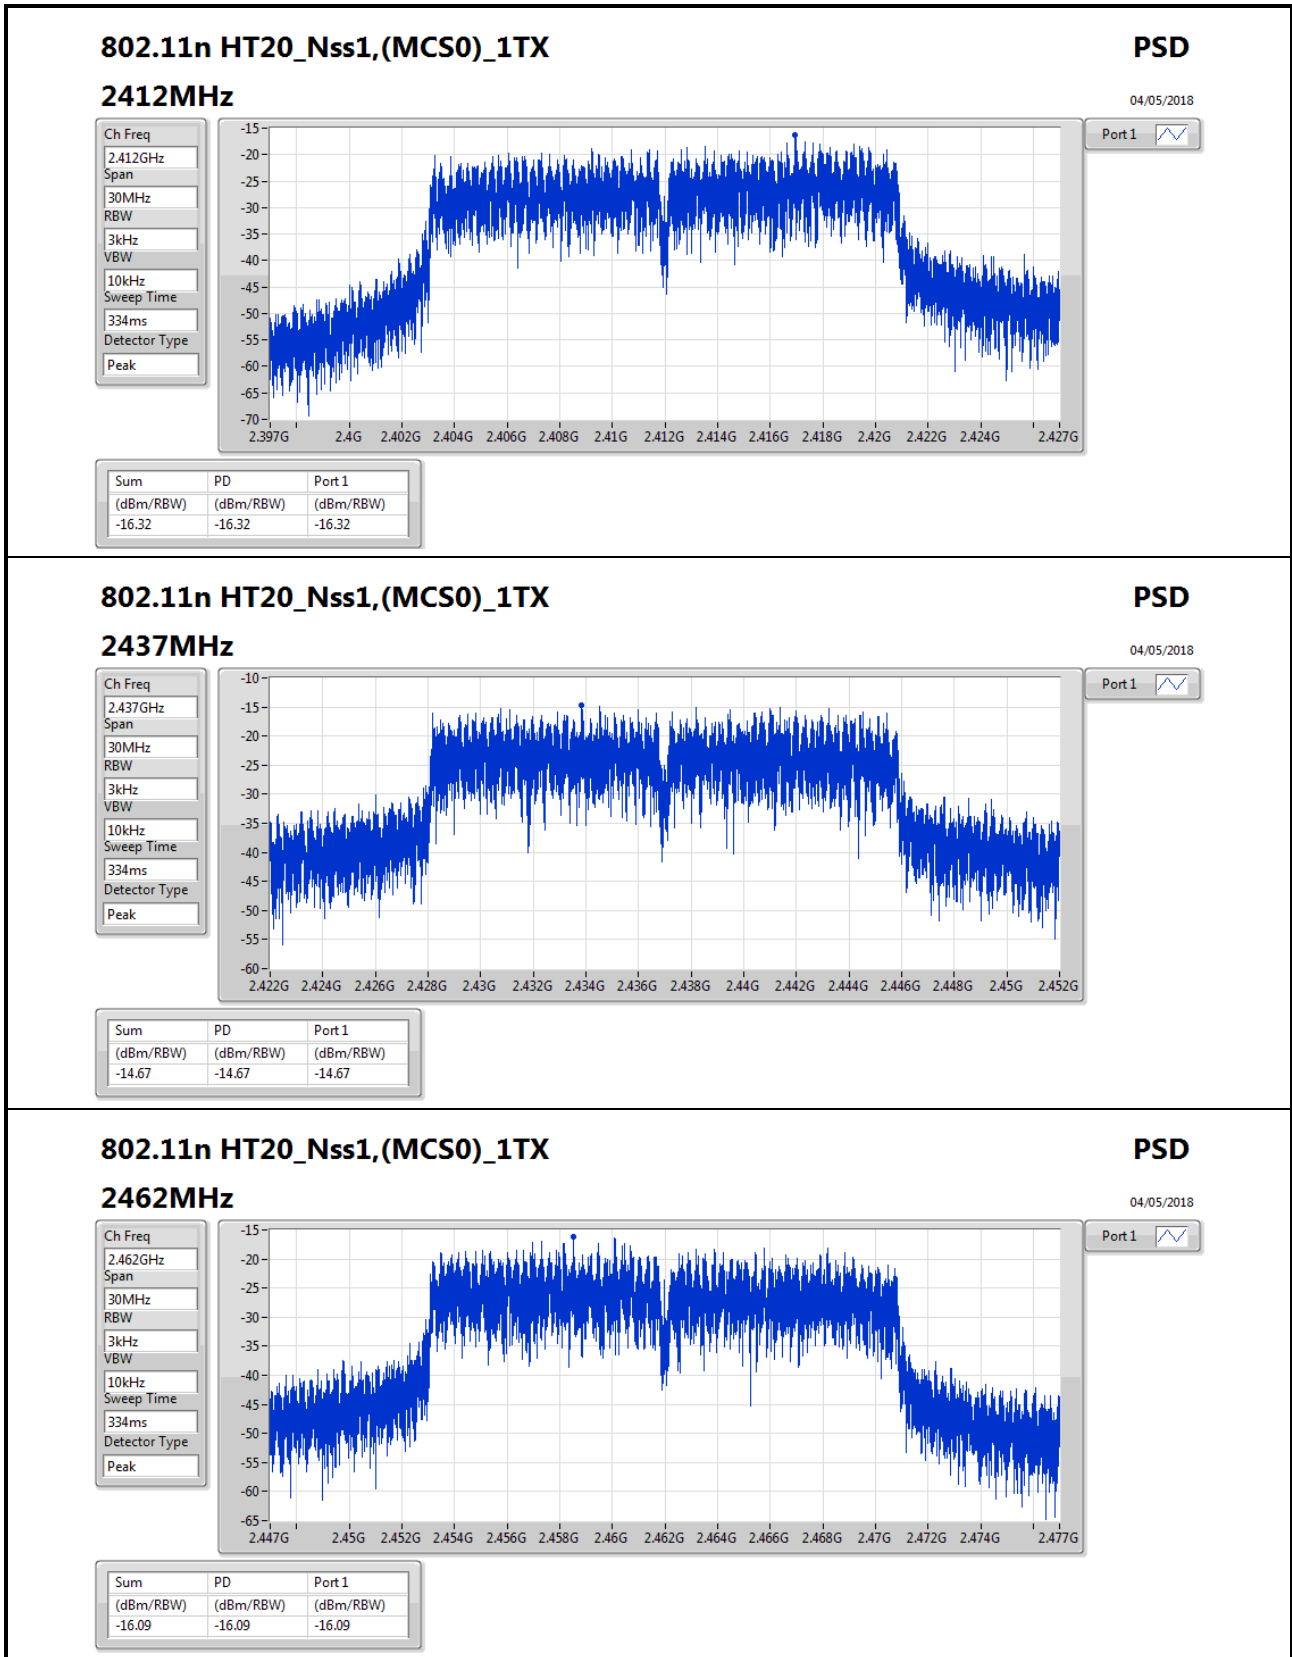 802.11n HT20_Nss1,(MCS0)_1TX PSD
2412MHz 04/05/2018
Ch Freq
2.412GHz
Span
30MHz
RBW
3kHz
VBW
10kHz
Sweep Time
334ms
Detector Type
Peak
-15
-20
-25
-30
-35
-40
-45
-50
-55
-60
-65
-70
2.397G 2.4G 2.402G 2.404G 2.406G 2.408G 2.41G 2.412G 2.414G 2.416G 2.418G 2.42G 2.422G 2.424G 2.427G
Port 1
Sum PD Port 1
(dBm/RBW) (dBm/RBW) (dBm/RBW)
-16.32 -16.32 -16.32
802.11n HT20_Nss1,(MCS0)_1TX PSD
2437MHz 04/05/2018
Ch Freq
2.437GHz
Span
30MHz
RBW
3kHz
VBW
10kHz
Sweep Time
334ms
Detector Type
Peak
-10
-15
-20
-25
-30
-35
-40
-45
-50
-55
-60
2.422G 2.424G 2.426G 2.428G 2.43G 2.432G 2.434G 2.436G 2.438G 2.44G 2.442G 2.444G 2.446G 2.448G 2.45G 2.452G
Port 1
Sum PD Port 1
(dBm/RBW) (dBm/RBW) (dBm/RBW)
-14.67 -14.67 -14.67
802.11n HT20_Nss1,(MCS0)_1TX PSD
2462MHz 04/05/2018
Ch Freq
2.462GHz
Span
30MHz
RBW
3kHz
VBW
10kHz
Sweep Time
334ms
Detector Type
Peak
-15
-20
-25
-30
-35
-40
-45
-50
-55
-60
-65
2.447G 2.45G 2.452G 2.454G 2.456G 2.458G 2.46G 2.462G 2.464G 2.466G 2.468G 2.47G 2.472G 2.474G 2.477G
Port 1
Sum PD Port 1
(dBm/RBW) (dBm/RBW) (dBm/RBW)
-16.09 -16.09 -16.09